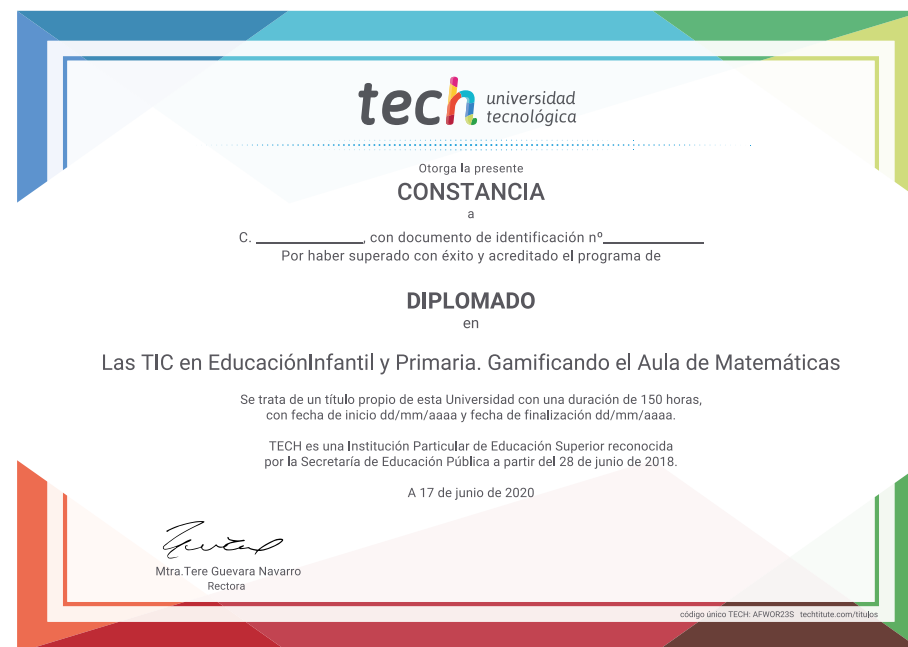 tech universidad
tecnológica
Otorga la presente
CONSTANCIA
a
C. ____________, con documento de identificación nº____________
Por haber superado con éxito y acreditado el programa de
DIPLOMADO
en
Las TIC en EducaciónInfantil y Primaria. Gamificando el Aula de Matemáticas
Se trata de un título propio de esta Universidad con una duración de 150 horas,
con fecha de inicio dd/mm/aaaa y fecha de finalización dd/mm/aaaa.
TECH es una Institución Particular de Educación Superior reconocida
por la Secretaría de Educación Pública a partir del 28 de junio de 2018.
A 17 de junio de 2020
Mtra.Tere Guevara Navarro
Rectora
código único TECH: AFWOR23S techtitute.com/titulos